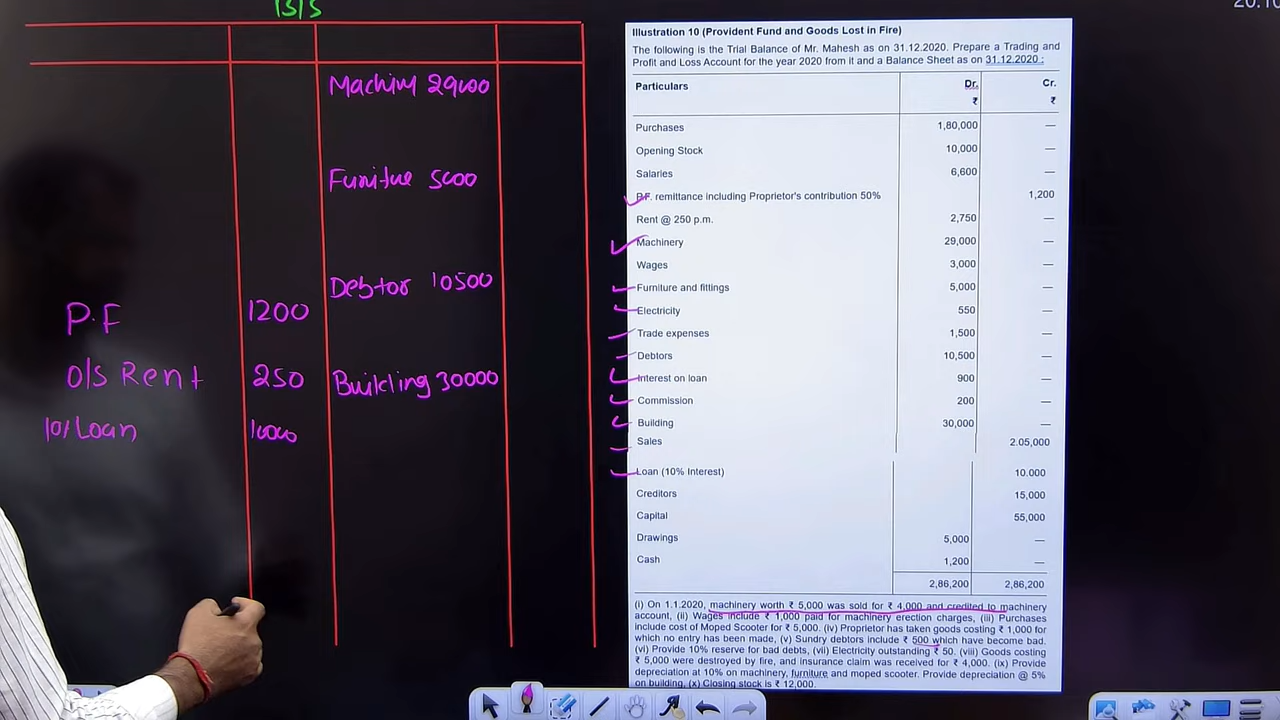 B/S
20:10
Machiny 29000
Furnitue 5000
Debtor 10500
P.F 1200
O/S Rent 250
Building 30000
10/Loan 10000
Illustration 10 (Provident Fund and Goods Lost in Fire)
The following is the Trial Balance of Mr. Mahesh as on 31.12.2020. Prepare a Trading and
Profit and Loss Account for the year 2020 from it and a Balance Sheet as on 31.12.2020 :
Particulars Dr. Cr.
₹ ₹
Purchases 1,80,000 —
Opening Stock 10,000 —
Salaries 6,600 —
P.F. remittance including Proprietor's contribution 50% 1,200
Rent @ 250 p.m. 2,750 —
Machinery 29,000 —
Wages 3,000 —
Furniture and fittings 5,000 —
Electricity 550 —
Trade expenses 1,500 —
Debtors 10,500 —
Interest on loan 900 —
Commission 200 —
Building 30,000 —
Sales 2.05,000
Loan (10% Interest) 10.000
Creditors 15,000
Capital 55,000
Drawings 5,000 —
Cash 1,200 —
2,86,200 2,86,200
(i) On 1.1.2020, machinery worth ₹ 5,000 was sold for ₹ 4,000 and credited to machinery
account, (ii) Wages include ₹ 1,000 paid for machinery erection charges, (iii) Purchases
include cost of Moped Scooter for ₹ 5,000. (iv) Proprietor has taken goods costing ₹ 1,000 for
which no entry has been made, (v) Sundry debtors include ₹ 500 which have become bad.
(vi) Provide 10% reserve for bad debts, (vii) Electricity outstanding ₹ 50. (viii) Goods costing
₹ 5,000 were destroyed by fire, and insurance claim was received for ₹ 4,000. (ix) Provide
depreciation at 10% on machinery, furniture and moped scooter. Provide depreciation @ 5%
on building, (x) Closing stock is ₹ 12,000.